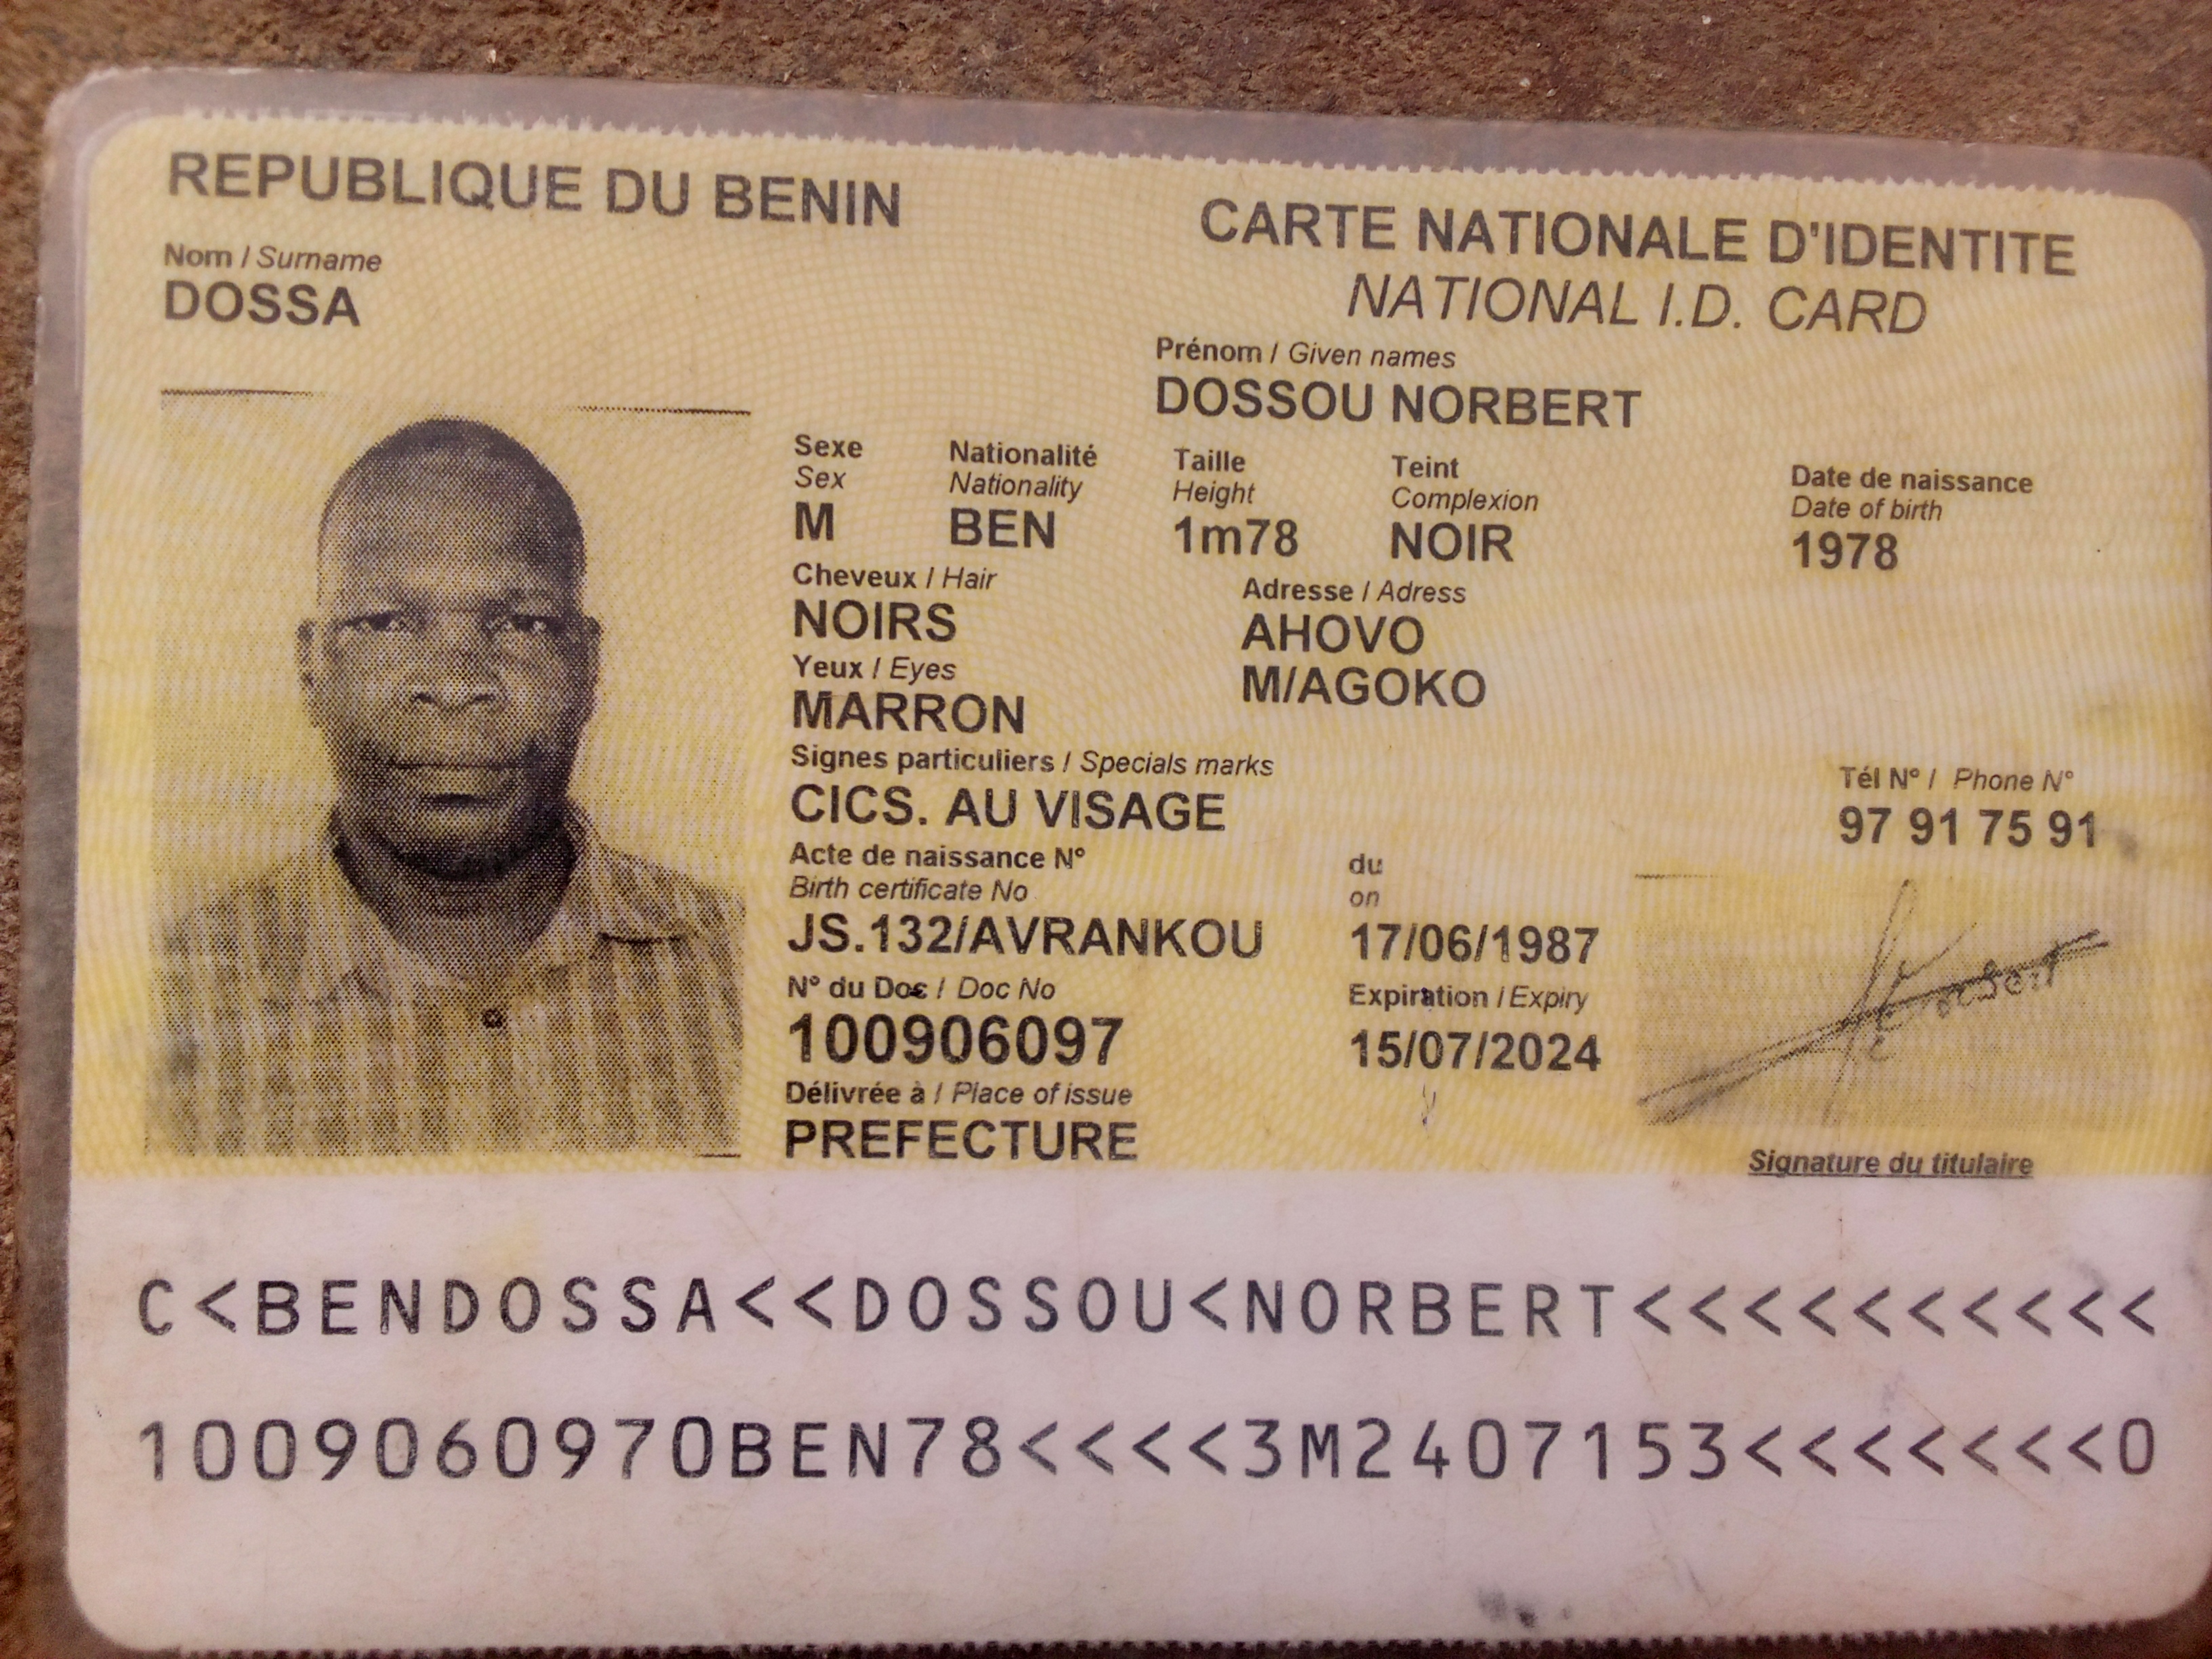 REPUBLIQUE DU BENIN
CARTE NATIONALE D'IDENTITE
NATIONAL I.D. CARD
Nom / Surname
DOSSA
Prénom / Given names
DOSSOU NORBERT
Sexe Nationalité Taille Teint Date de naissance
Sex Nationality Height Complexion Date of birth
M BEN 1m78 NOIR 1978
Cheveux / Hair Adresse / Adress
NOIRS AHOVO
Yeux / Eyes M/AGOKO
MARRON
Signes particuliers / Specials marks Tél N° / Phone N°
CICS. AU VISAGE 97 91 75 91
Acte de naissance N° du
Birth certificate No on
JS.132/AVRANKOU 17/06/1987
N° du Doc / Doc No Expiration / Expiry
100906097 15/07/2024
Délivrée à / Place of issue
PREFECTURE
Signature du titulaire
C<BENDOSSA<<DOSSOU<NORBERT<<<<<<<<<<
1009060970BEN78<<<<3M2407153<<<<<<<0